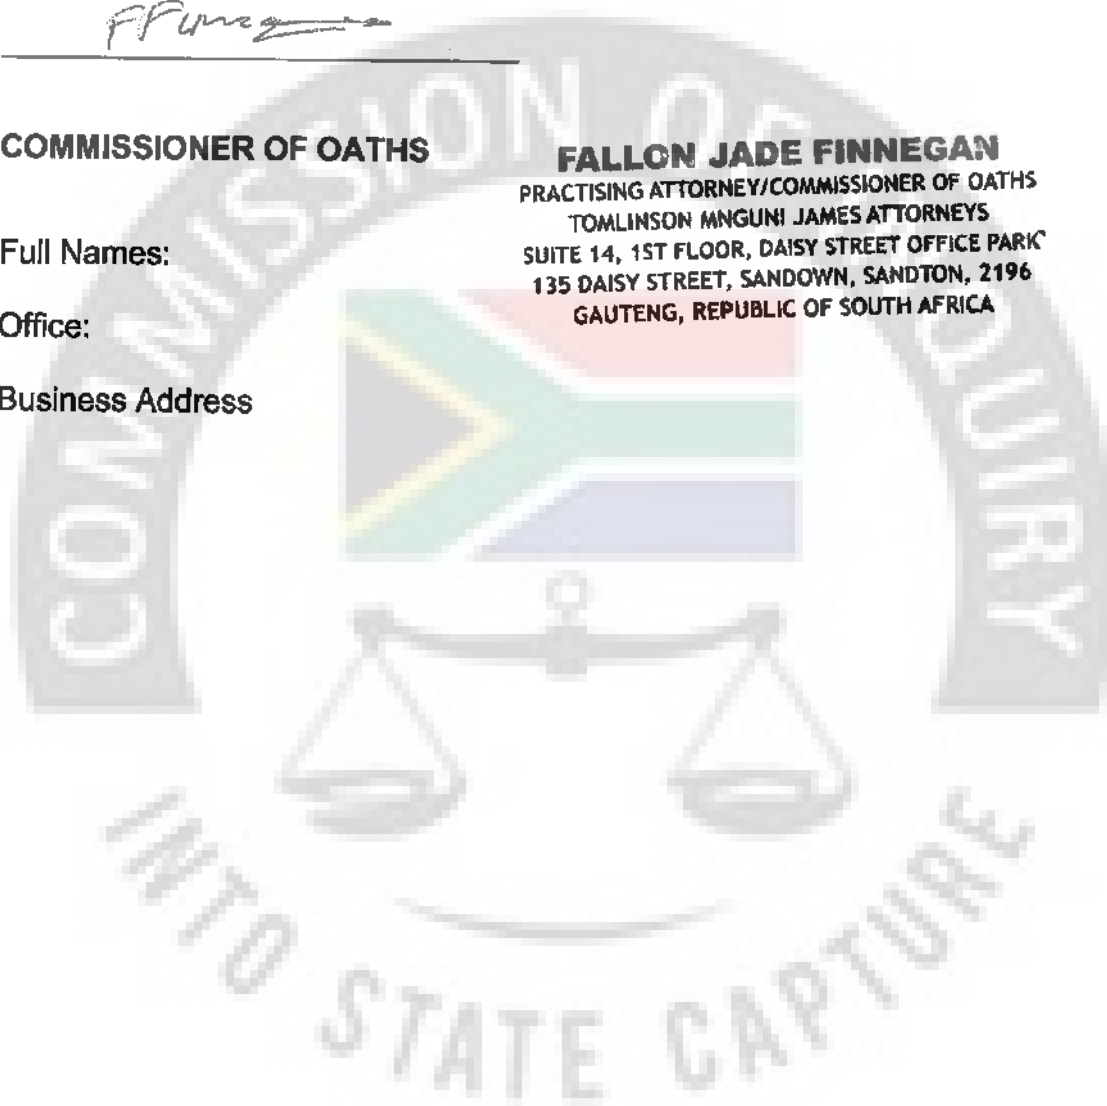 FFinnegan
COMMISSIONER OF OATHS
FALLON JADE FINNEGAN
PRACTISING ATTORNEY/COMMISSIONER OF OATHS
TOMLINSON MNGUNI JAMES ATTORNEYS
SUITE 14, 1ST FLOOR, DAISY STREET OFFICE PARK
135 DAISY STREET, SANDOWN, SANDTON, 2196
GAUTENG, REPUBLIC OF SOUTH AFRICA
Full Names:
Office:
Business Address
COMMISSION OF INQUIRY
INTO STATE CAPTURE